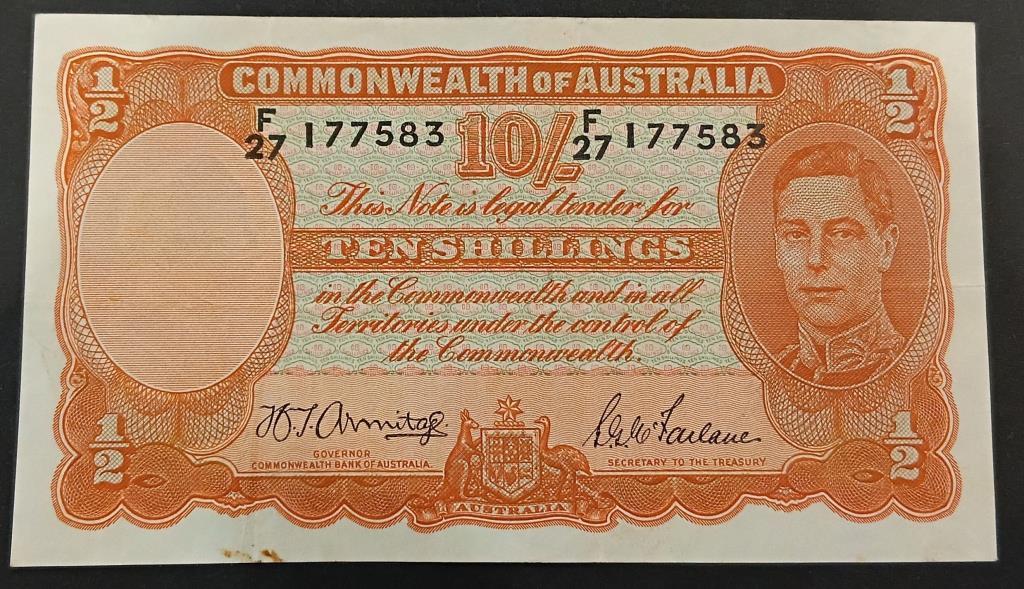 COMMONWEALTH OF AUSTRALIA
1/2
1/2
F/27 177583
10/-
F/27 177583
This Note is legal tender for
TEN SHILLINGS
in the Commonwealth and in all
Territories under the control of
the Commonwealth.
H.T. Armitage
GOVERNOR
COMMONWEALTH BANK OF AUSTRALIA.
S.G. McFarlane
SECRETARY TO THE TREASURY
1/2
1/2
AUSTRALIA